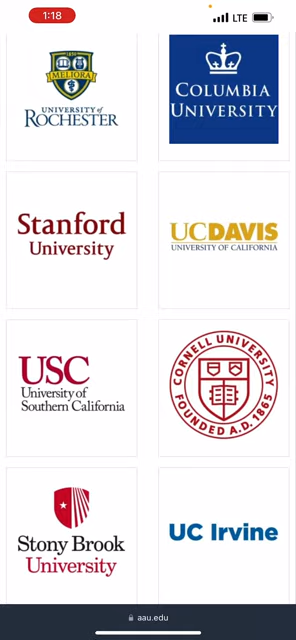 1:18
LTE
1850
MELIORA
UNIVERSITY of
ROCHESTER
COLUMBIA
UNIVERSITY
Stanford
University
UCDAVIS
UNIVERSITY OF CALIFORNIA
USC
University of
Southern California
CORNELL UNIVERSITY
FOUNDED A.D. 1865
Stony Brook
University
UC Irvine
aau.edu